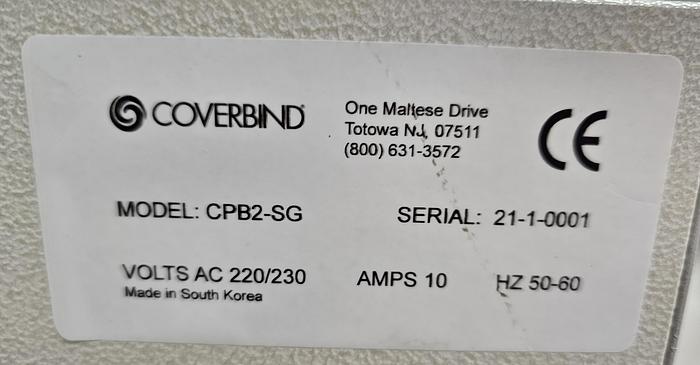 COVERBIND
One Maltese Drive
Totowa NJ, 07511
(800) 631-3572
CE
MODEL: CPB2-SG
SERIAL: 21-1-0001
VOLTS AC 220/230
AMPS 10
HZ 50-60
Made in South Korea